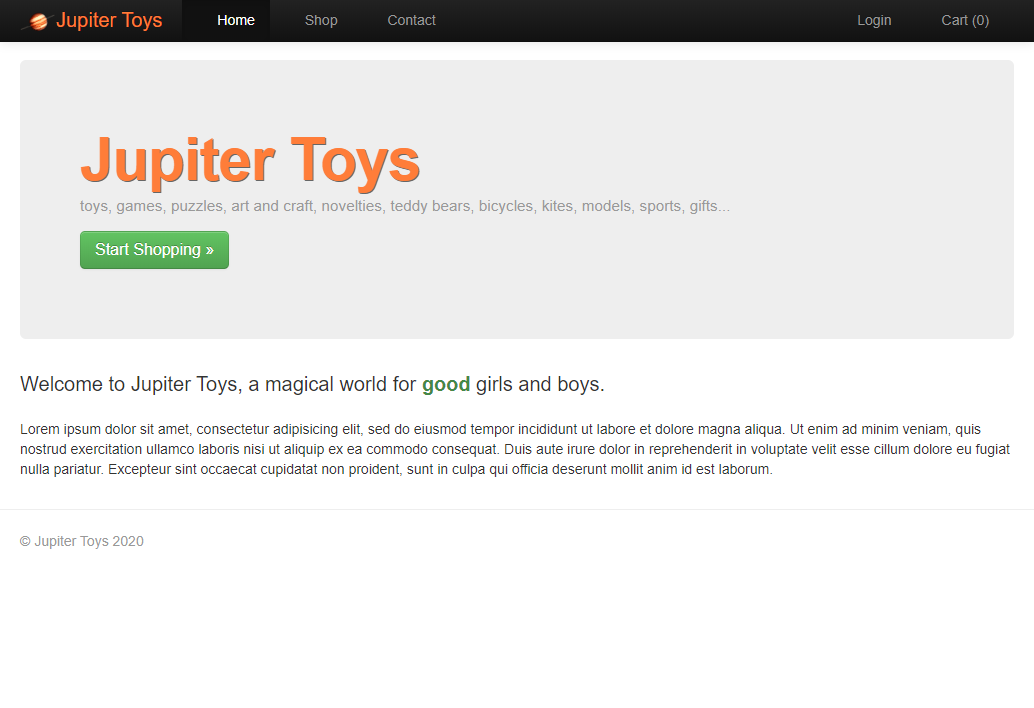 Jupiter Toys Home Shop Contact Login Cart (0)
Jupiter Toys
toys, games, puzzles, art and craft, novelties, teddy bears, bicycles, kites, models, sports, gifts...
Start Shopping »
Welcome to Jupiter Toys, a magical world for good girls and boys.
Lorem ipsum dolor sit amet, consectetur adipisicing elit, sed do eiusmod tempor incididunt ut labore et dolore magna aliqua. Ut enim ad minim veniam, quis
nostrud exercitation ullamco laboris nisi ut aliquip ex ea commodo consequat. Duis aute irure dolor in reprehenderit in voluptate velit esse cillum dolore eu fugiat
nulla pariatur. Excepteur sint occaecat cupidatat non proident, sunt in culpa qui officia deserunt mollit anim id est laborum.
© Jupiter Toys 2020